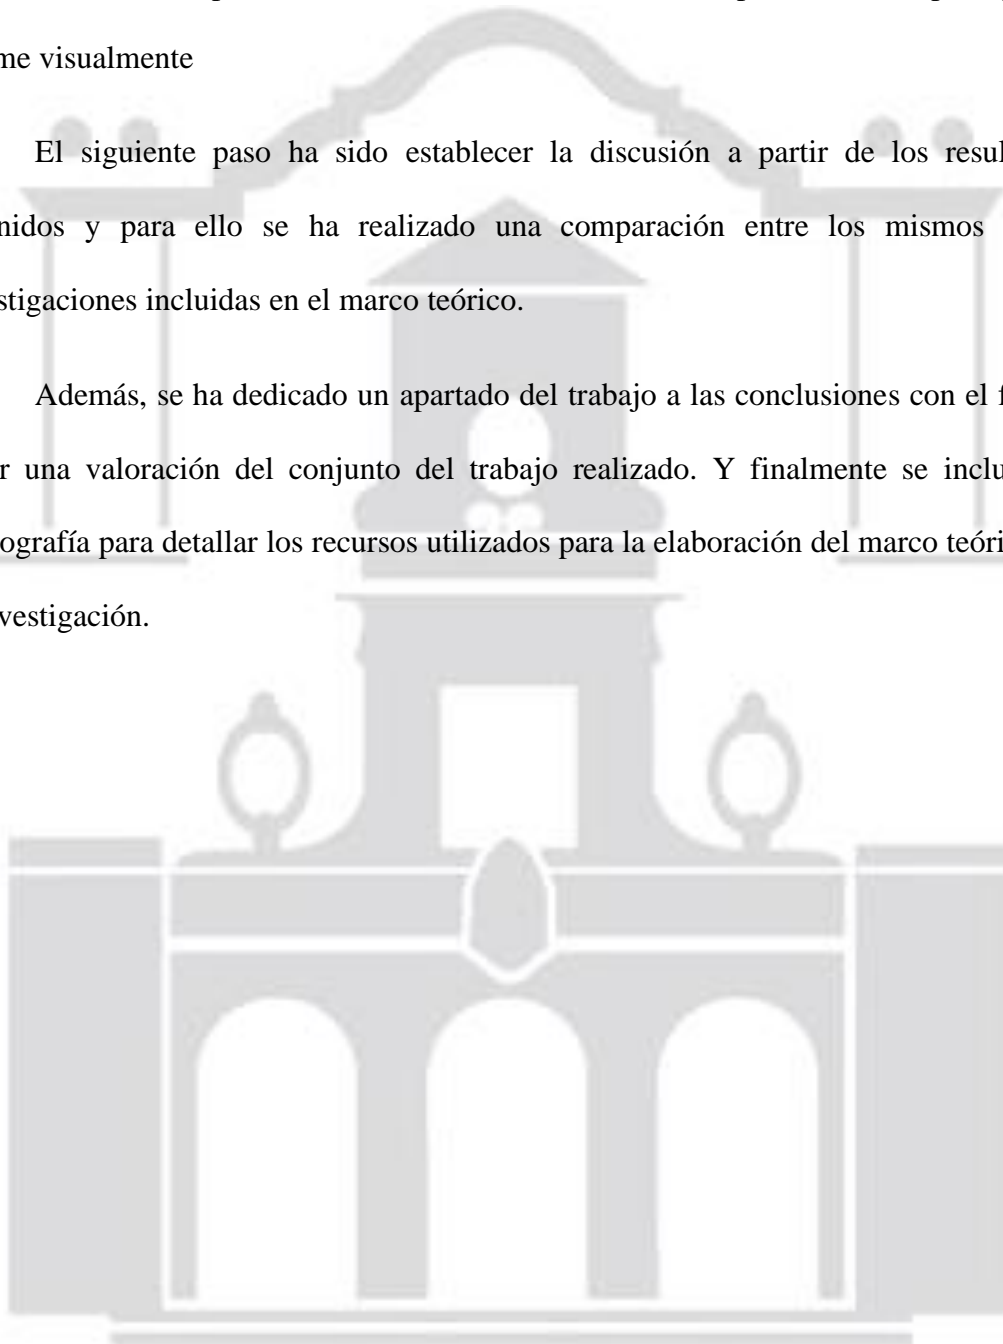 me visualmente
El siguiente paso ha sido establecer la discusión a partir de los resul
nidos y para ello se ha realizado una comparación entre los mismos
stigaciones incluidas en el marco teórico.
Además, se ha dedicado un apartado del trabajo a las conclusiones con el f
r una valoración del conjunto del trabajo realizado. Y finalmente se inclu
ografía para detallar los recursos utilizados para la elaboración del marco teóri
vestigación.